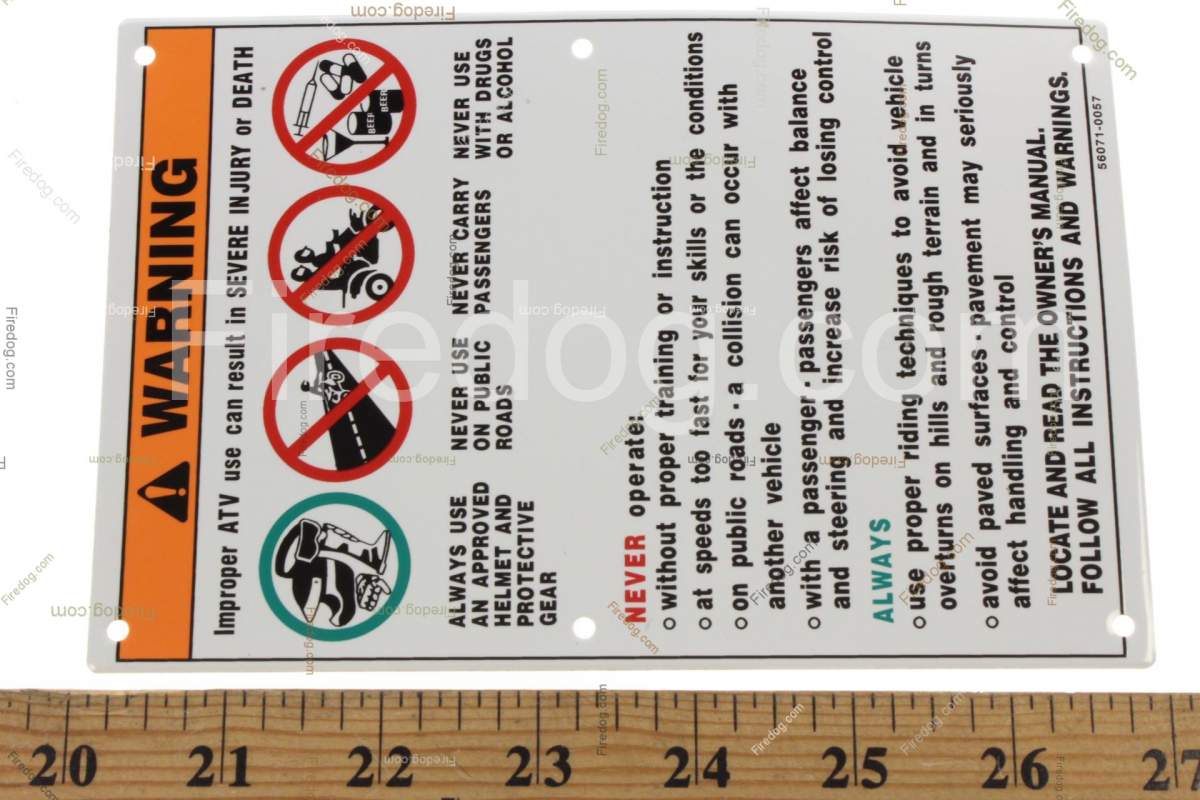 WARNING
Improper ATV use can result in SEVERE INJURY or DEATH
BEER
BEER
ALWAYS USE
AN APPROVED
HELMET AND
PROTECTIVE
GEAR
NEVER USE
ON PUBLIC
ROADS
NEVER CARRY
PASSENGERS
NEVER USE
WITH DRUGS
OR ALCOHOL
NEVER operate:
○ without proper training or instruction
○ at speeds too fast for your skills or the conditions
○ on public roads · a collision can occur with
another vehicle
○ with a passenger · passengers affect balance
and steering and increase risk of losing control
ALWAYS
○ use proper riding techniques to avoid vehicle
overturns on hills and rough terrain and in turns
○ avoid paved surfaces · pavement may seriously
affect handling and control
LOCATE AND READ THE OWNER'S MANUAL.
FOLLOW ALL INSTRUCTIONS AND WARNINGS.
56071-0057
Firedog.com
20 21 22 23 24 25 26 27